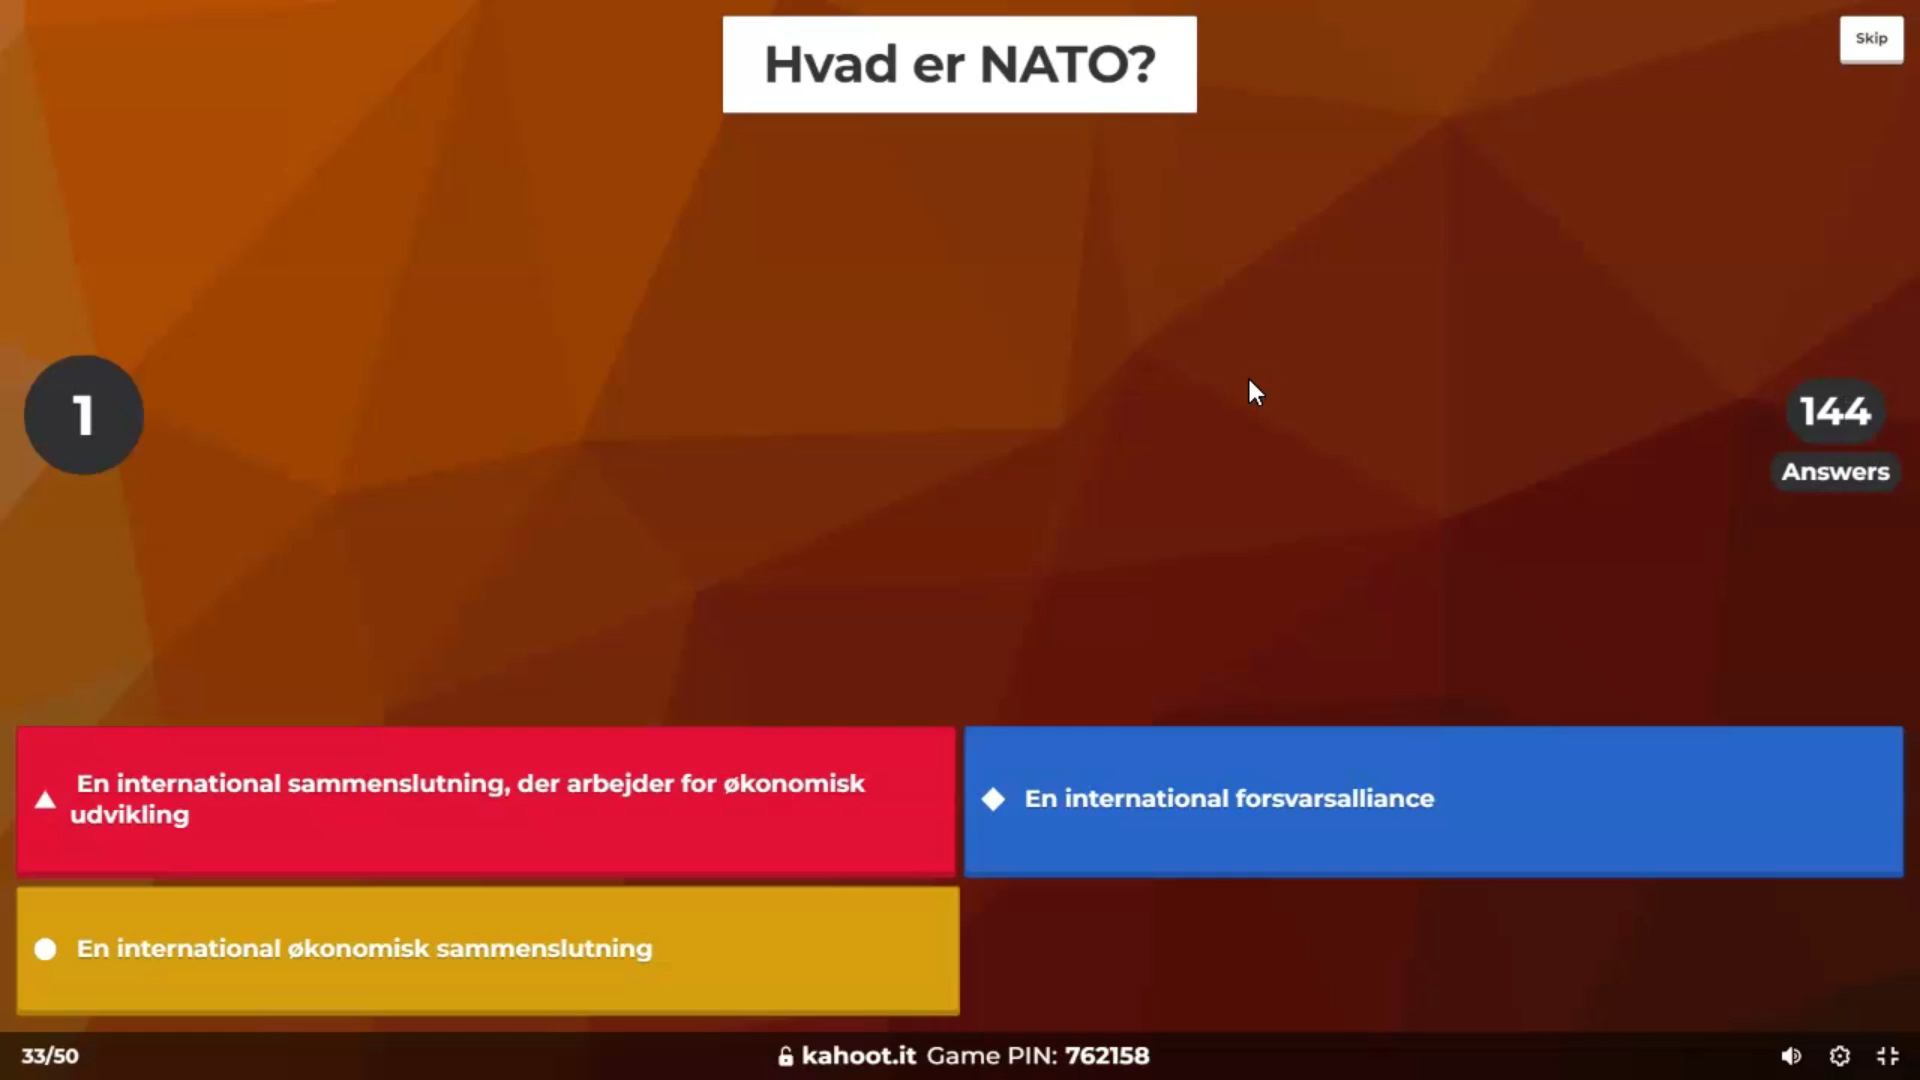 Hvad er NATO?
Skip
1
144
Answers
En international sammenslutning, der arbejder for økonomisk
udvikling
En international forsvarsalliance
En international økonomisk sammenslutning
33/50
kahoot.it Game PIN: 762158